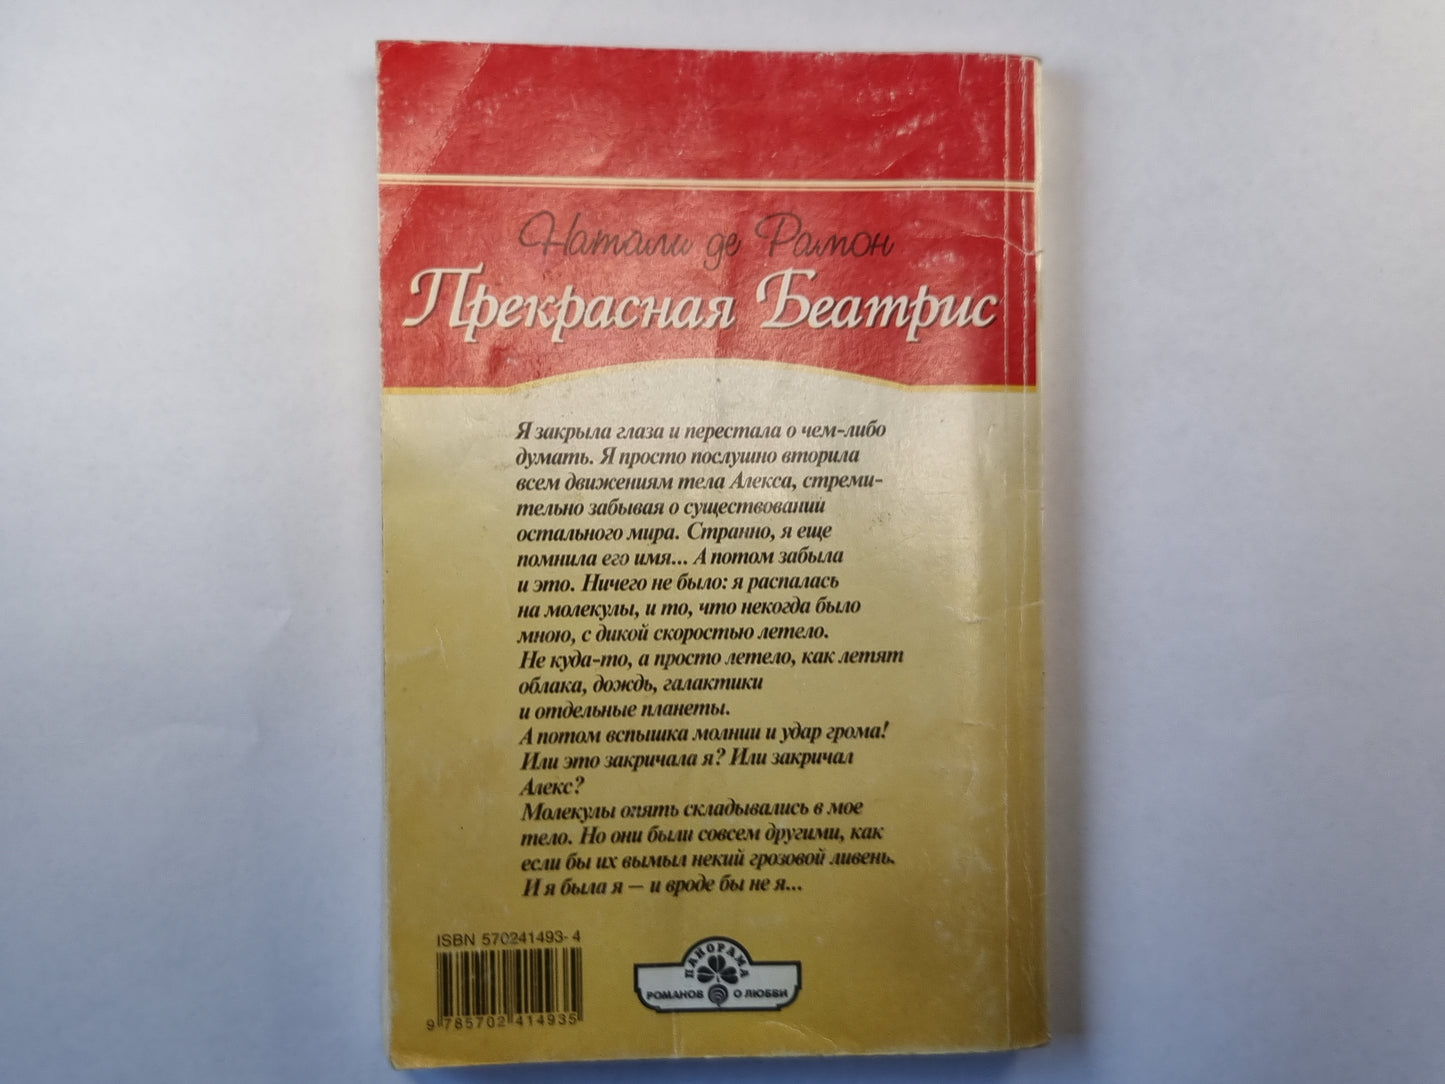 Натали де Рамон
Прекрасная Беатрис
Я закрыла глаза и перестала о чем-либо
думать. Я просто послушно вторила
всем движениям тела Алекса, стреми-
тельно забывая о существовании
остального мира. Странно, я еще
помнила его имя... А потом забыла
и это. Ничего не было: я распалась
на молекулы, и то, что некогда было
мною, с дикой скоростью летело.
Не куда-то, а просто летело, как летят
облака, дождь, галактики
и отдельные планеты.
А потом вспышка молнии и удар грома!
Или это закричала я? Или закричал
Алекс?
Молекулы опять складывались в мое
тело. Но они были совсем другими, как
если бы их вымыл некий грозовой ливень.
И я была я — и вроде бы не я...
ISBN 570241493-4
9 785702 414935
ПАНОРАМА
РОМАНОВ О ЛЮБВИ